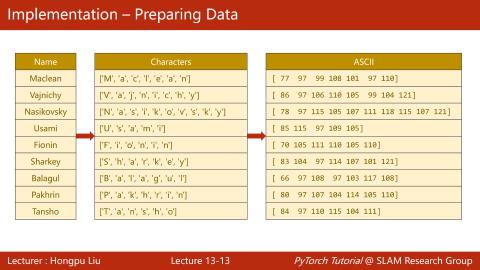 Implementation – Preparing Data
Name Characters ASCII
Maclean ['M', 'a', 'c', 'l', 'e', 'a', 'n'] [ 77 97 99 108 101 97 110]
Vajnichy ['V', 'a', 'j', 'n', 'i', 'c', 'h', 'y'] [ 86 97 106 110 105 99 104 121]
Nasikovsky ['N', 'a', 's', 'i', 'k', 'o', 'v', 's', 'k', 'y'] [ 78 97 115 105 107 111 118 115 107 121]
Usami ['U', 's', 'a', 'm', 'i'] [ 85 115 97 109 105]
Fionin ['F', 'i', 'o', 'n', 'i', 'n'] [ 70 105 111 110 105 110]
Sharkey ['S', 'h', 'a', 'r', 'k', 'e', 'y'] [ 83 104 97 114 107 101 121]
Balagul ['B', 'a', 'l', 'a', 'g', 'u', 'l'] [ 66 97 108 97 103 117 108]
Pakhrin ['P', 'a', 'k', 'h', 'r', 'i', 'n'] [ 80 97 107 104 114 105 110]
Tansho ['T', 'a', 'n', 's', 'h', 'o'] [ 84 97 110 115 104 111]
Lecturer : Hongpu Liu Lecture 13-13 PyTorch Tutorial @ SLAM Research Group